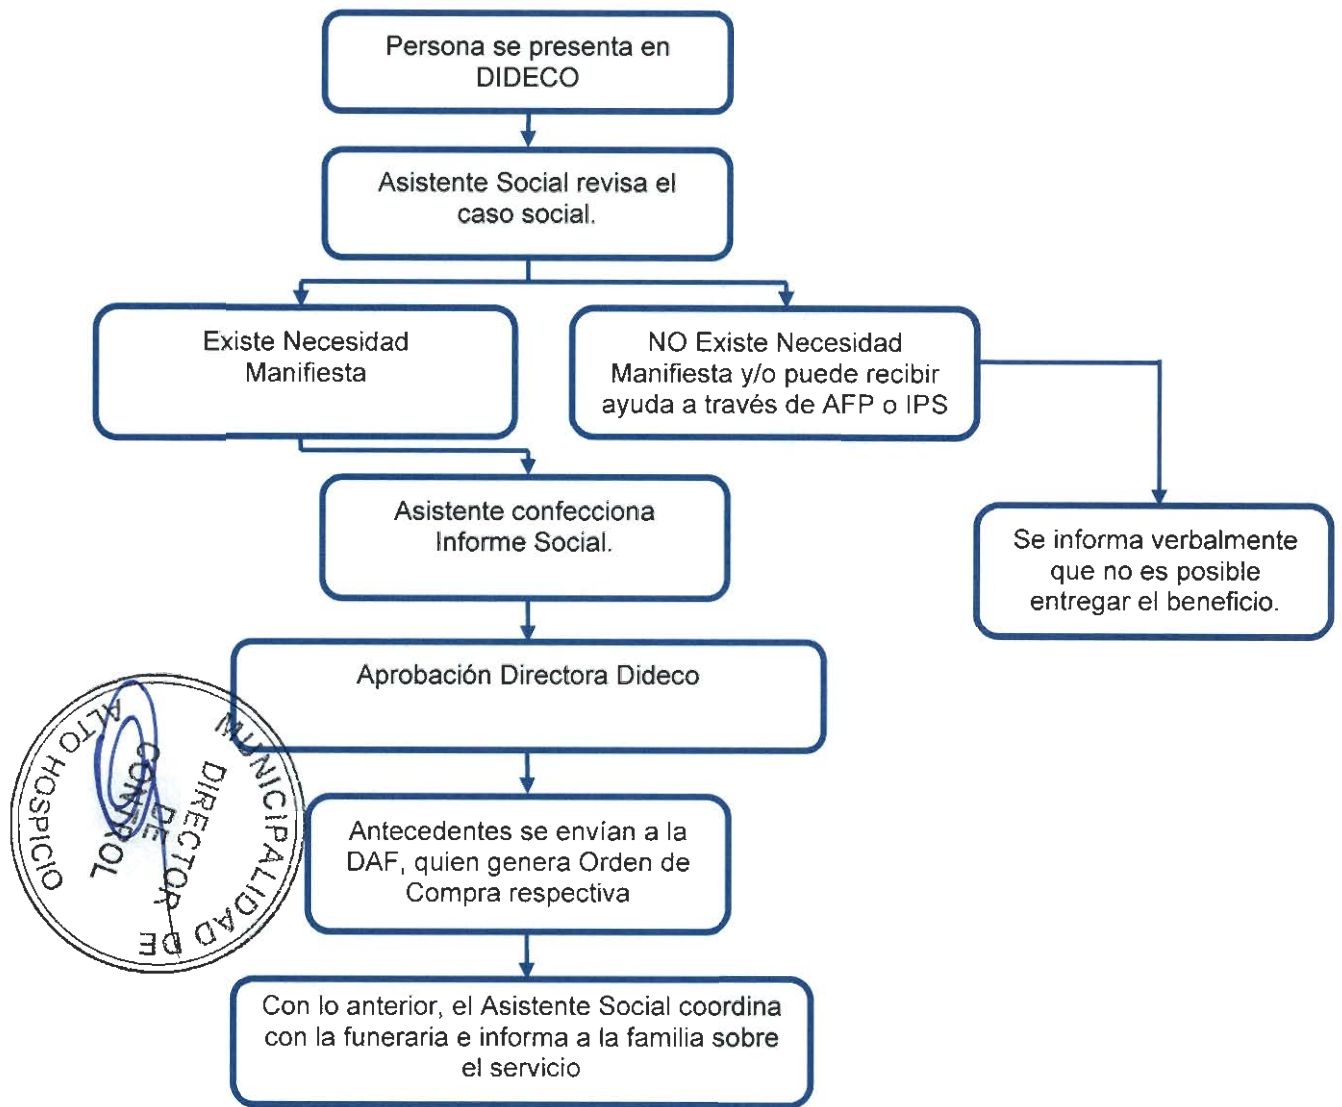 Persona se presenta en
DIDECO
Asistente Social revisa el
caso social.
Existe Necesidad
Manifiesta
NO Existe Necesidad
Manifiesta y/o puede recibir
ayuda a través de AFP o IPS
Asistente confecciona
Informe Social.
Se informa verbalmente
que no es posible
entregar el beneficio.
Aprobación Directora Dideco
MUNICIPALIDAD DE
ALTO HOSPICIO
DIRECTOR
DE
CONTROL
Antecedentes se envían a la
DAF, quien genera Orden de
Compra respectiva
Con lo anterior, el Asistente Social coordina
con la funeraria e informa a la familia sobre
el servicio